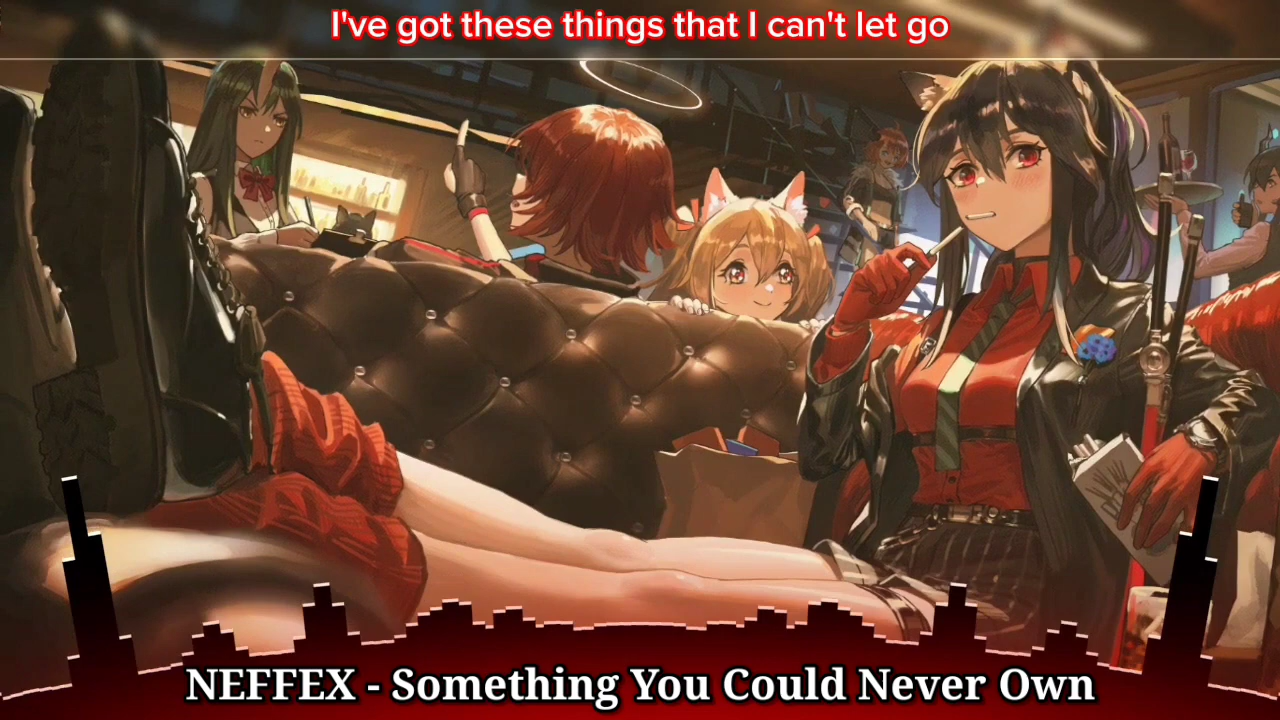 I've got these things that I can't let go
NEFFEX - Something You Could Never Own